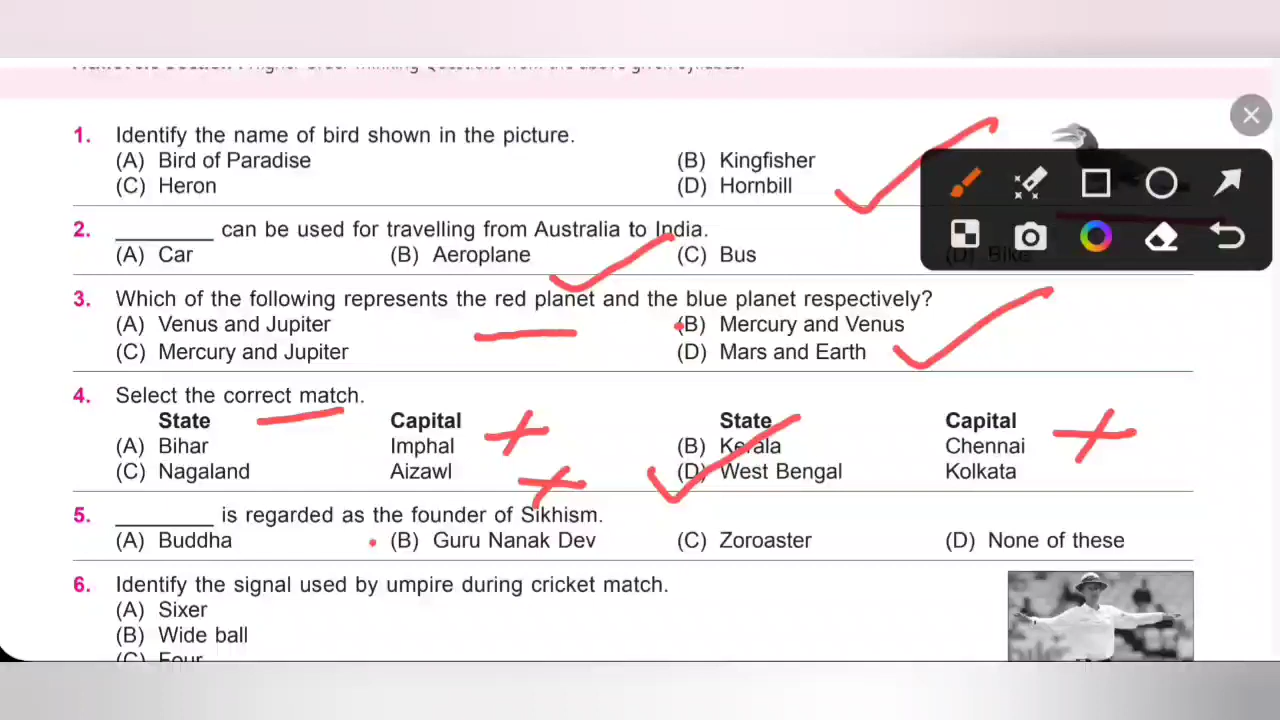 1. Identify the name of bird shown in the picture.
(A) Bird of Paradise (B) Kingfisher
(C) Heron (D) Hornbill
2. ________ can be used for travelling from Australia to India.
(A) Car (B) Aeroplane (C) Bus (D) Bike
3. Which of the following represents the red planet and the blue planet respectively?
(A) Venus and Jupiter (B) Mercury and Venus
(C) Mercury and Jupiter (D) Mars and Earth
4. Select the correct match.
State Capital State Capital
(A) Bihar Imphal (B) Kerala Chennai
(C) Nagaland Aizawl (D) West Bengal Kolkata
5. ________ is regarded as the founder of Sikhism.
(A) Buddha (B) Guru Nanak Dev (C) Zoroaster (D) None of these
6. Identify the signal used by umpire during cricket match.
(A) Sixer
(B) Wide ball
(C) Four